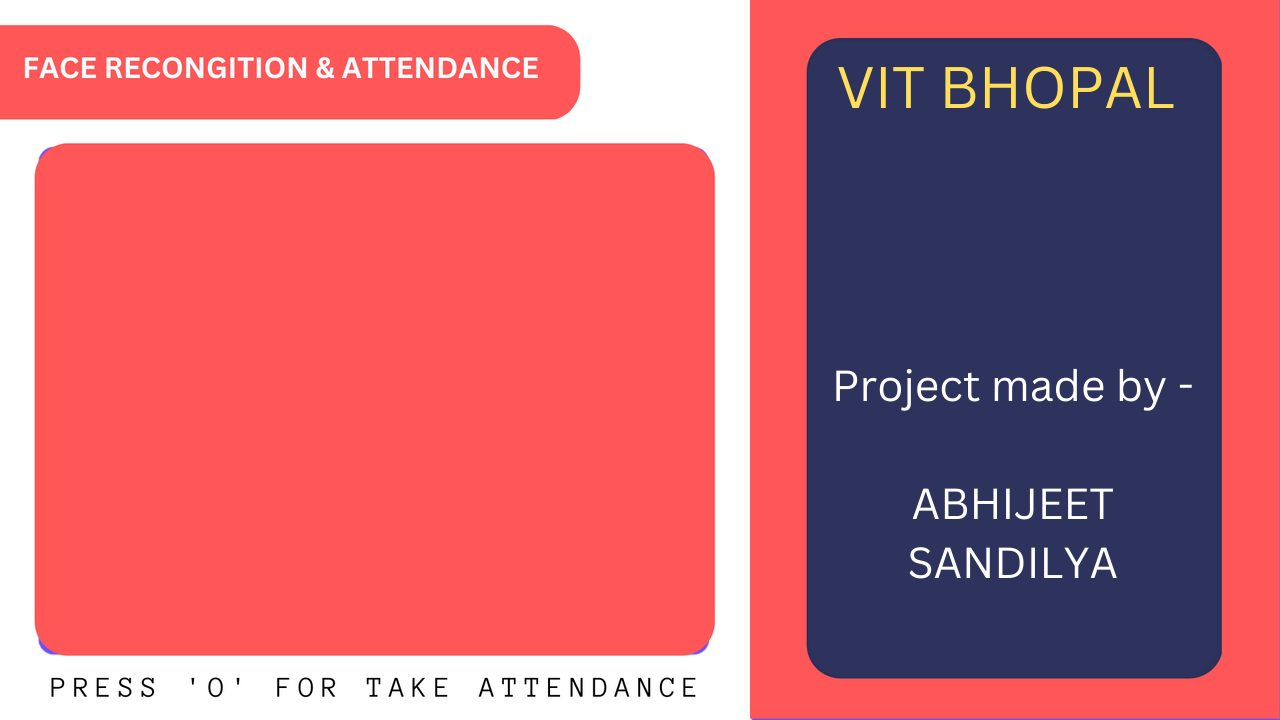 FACE RECONGITION & ATTENDANCE
VIT BHOPAL
Project made by -
ABHIJEET
SANDILYA
PRESS 'O' FOR TAKE ATTENDANCE